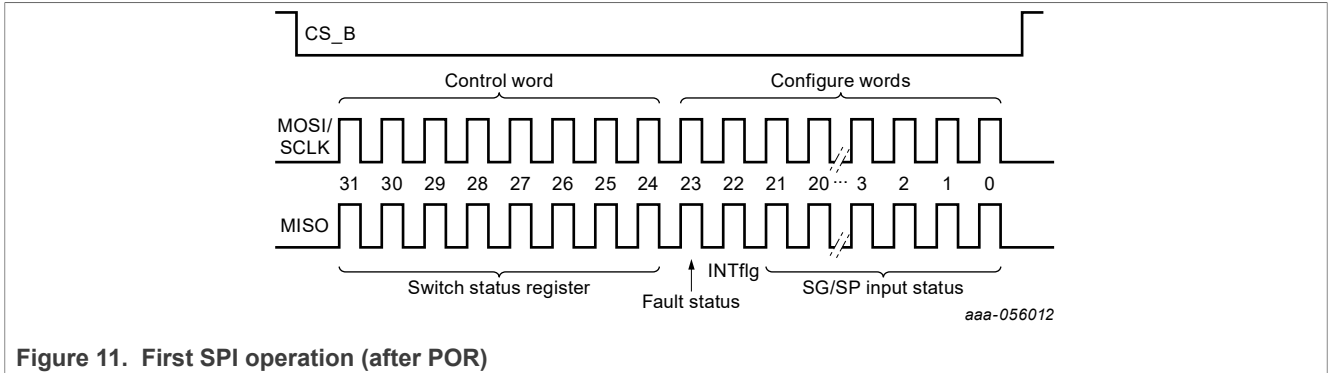 CS_B
Control word
Configure words
MOSI/
SCLK
31 30 29 28 27 26 25 24 23 22 21 20 ... 3 2 1 0
MISO
INTflg
Switch status register
SG/SP input status
Fault status
aaa-056012
Figure 11. First SPI operation (after POR)